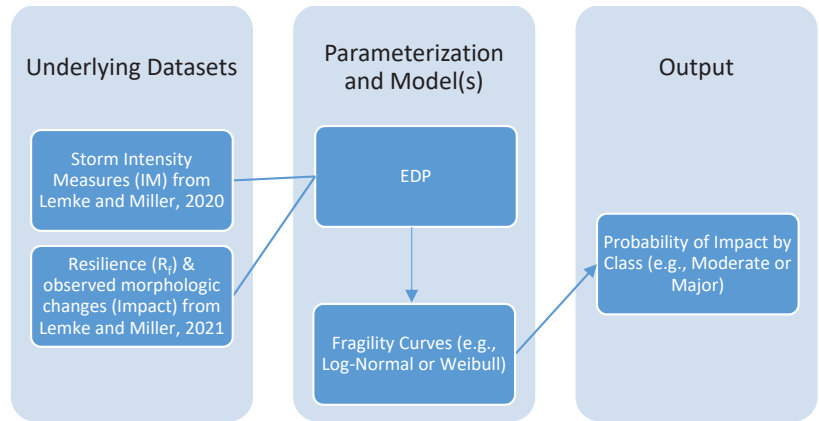 Underlying Datasets
Storm Intensity
Measures (IM) from
Lemke and Miller, 2020
Resilience (Rf) &
observed morphologic
changes (Impact) from
Lemke and Miller, 2021
Parameterization
and Model(s)
EDP
Fragility Curves (e.g.,
Log-Normal or Weibull)
Output
Probability of Impact by
Class (e.g., Moderate or
Major)